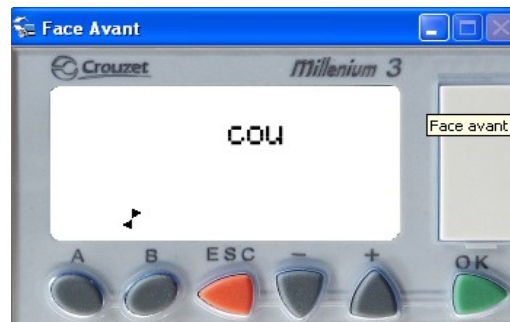 Face Avant
Crouzet
Millenium 3
cou
Face avant
A B ESC - + OK